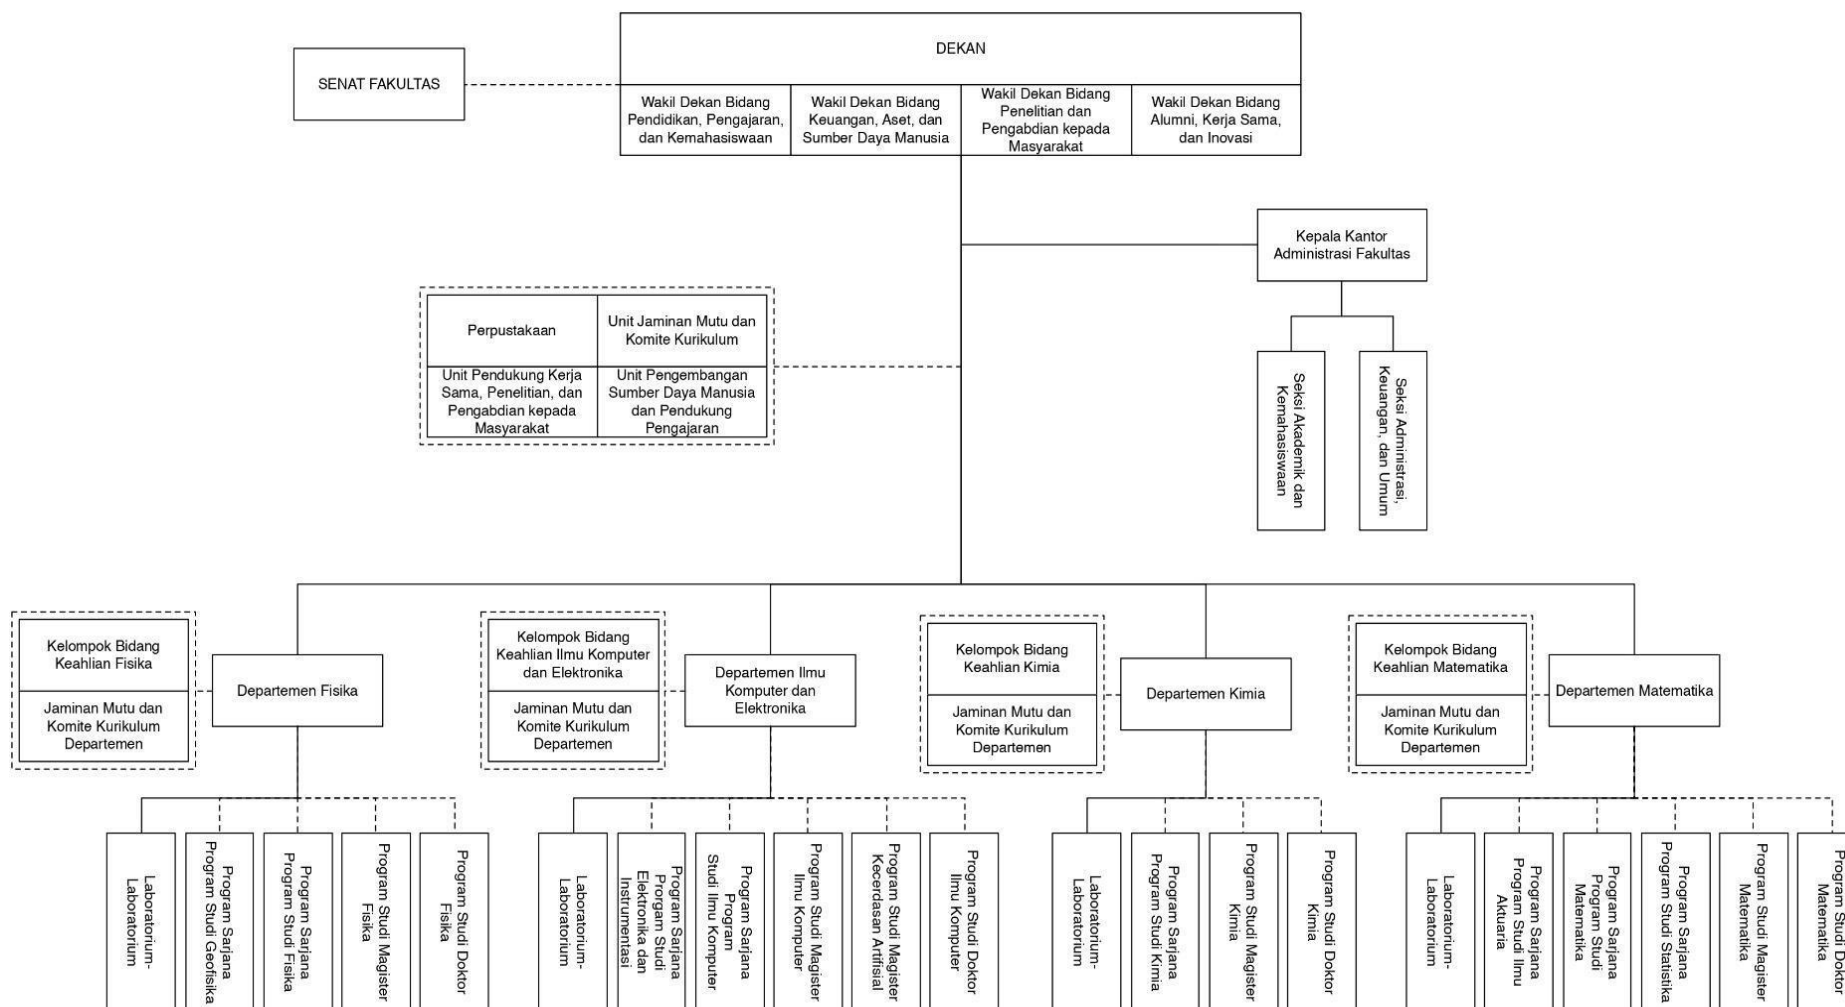 DEKAN
SENAT FAKULTAS
Wakil Dekan Bidang
Pendidikan, Pengajaran,
dan Kemahasiswaan
Wakil Dekan Bidang
Keuangan, Aset, dan
Sumber Daya Manusia
Wakil Dekan Bidang
Penelitian dan
Pengabdian kepada
Masyarakat
Wakil Dekan Bidang
Alumni, Kerja Sama,
dan Inovasi
Kepala Kantor
Administrasi Fakultas
Perpustakaan
Unit Jaminan Mutu dan
Komite Kurikulum
Unit Pendukung Kerja
Sama, Penelitian, dan
Pengabdian kepada
Masyarakat
Unit Pengembangan
Sumber Daya Manusia
dan Pendukung
Pengajaran
Seksi Akademik dan
Kemahasiswaan
Seksi Administrasi,
Keuangan, dan Umum
Kelompok Bidang
Keahlian Fisika
Jaminan Mutu dan
Komite Kurikulum
Departemen
Departemen Fisika
Kelompok Bidang
Keahlian Ilmu Komputer
dan Elektronika
Jaminan Mutu dan
Komite Kurikulum
Departemen
Departemen Ilmu
Komputer dan
Elektronika
Kelompok Bidang
Keahlian Kimia
Jaminan Mutu dan
Komite Kurikulum
Departemen
Departemen Kimia
Kelompok Bidang
Keahlian Matematika
Jaminan Mutu dan
Komite Kurikulum
Departemen
Departemen Matematika
Laboratorium-
Laboratorium
Program Sarjana
Program Studi Geofisika
Program Sarjana
Program Studi Fisika
Program Studi Magister
Fisika
Program Studi Doktor
Fisika
Laboratorium-
Laboratorium
Program Sarjana
Prorgam Studi
Elektronika dan
Instrumentasi
Program Sarjana
Program
Studi Ilmu Komputer
Program Studi Magister
Ilmu Komputer
Program Studi Magister
Kecerdasan Artifisial
Program Studi Doktor
Ilmu Komputer
Laboratorium-
Laboratorium
Program Sarjana
Program Studi Kimia
Program Studi Magister
Kimia
Program Studi Doktor
Kimia
Laboratorium-
Laboratorium
Program Sarjana
Program Studi Ilmu
Aktuaria
Program Sarjana
Program Studi
Matematika
Program Sarjana
Program Studi Statistika
Program Studi Magister
Matematika
Program Studi Doktor
Matematika